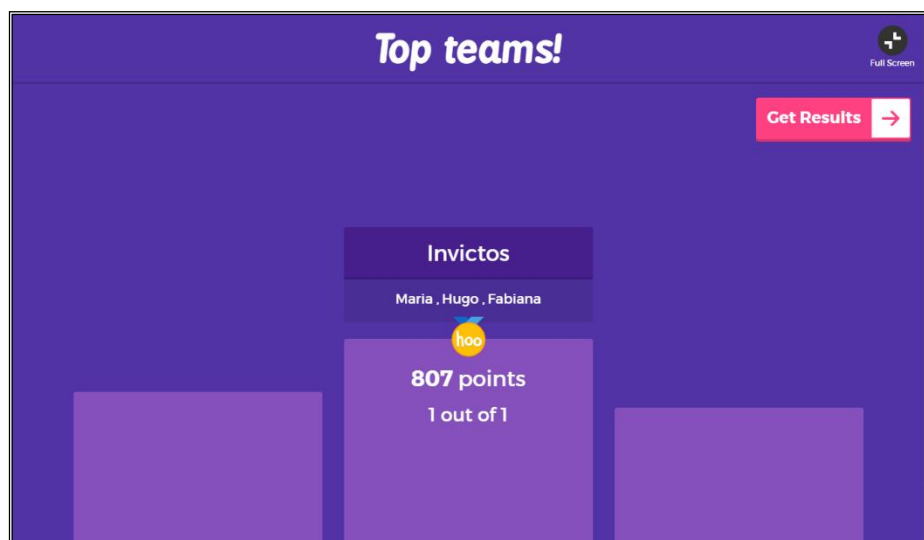 Top teams!
Full Screen
Get Results
Invictos
Maria , Hugo , Fabiana
hoo
807 points
1 out of 1